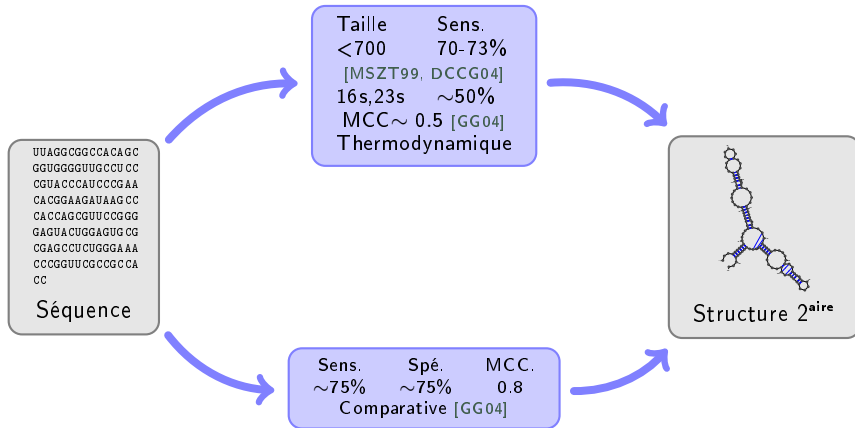 Taille Sens.
<700 70-73%
[MSZT99, DCCG04]
16s,23s ~50%
MCC~ 0.5 [GG04]
Thermodynamique
UUAGGCGGCCACAGC
GGUGGGGUUGCCUCC
CGUACCCAUCCCGAA
CACGGAAGAUAAGCC
CACCAGCGUUCCGGG
GAGUACUGGAGUGCG
CGAGCCUCUGGGAAA
CCCGGUUCGCCGCCA
CC
Séquence
Structure 2aire
Sens. Spé. MCC.
~75% ~75% 0.8
Comparative [GG04]